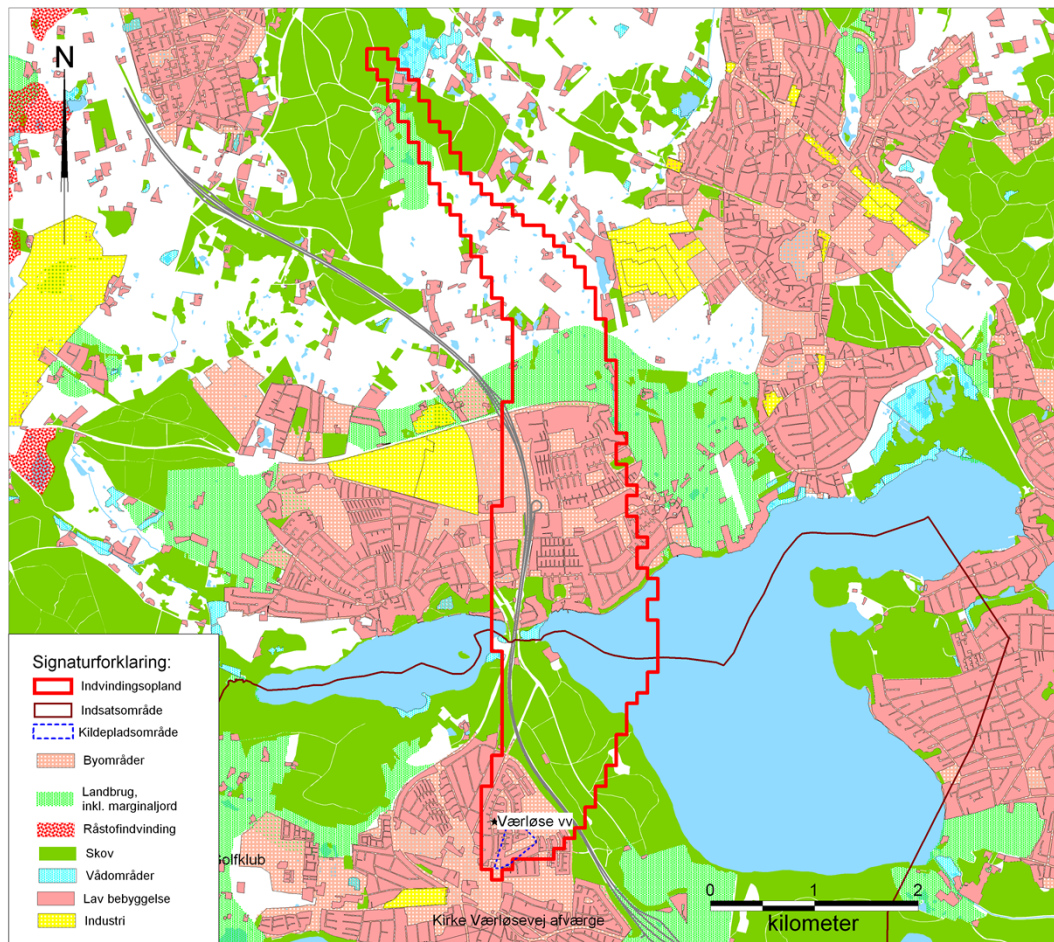 N
Signaturforklaring:
Indvindingsopland
Indsatsområde
Kildepladsområde
Byområder
Landbrug,
inkl. marginaljord
Råstofindvinding
Skov
Vådområder
Lav bebyggelse
Industri
Værløse vv
Golfklub
Kirke Værløsevej afværge
0 1 2
kilometer